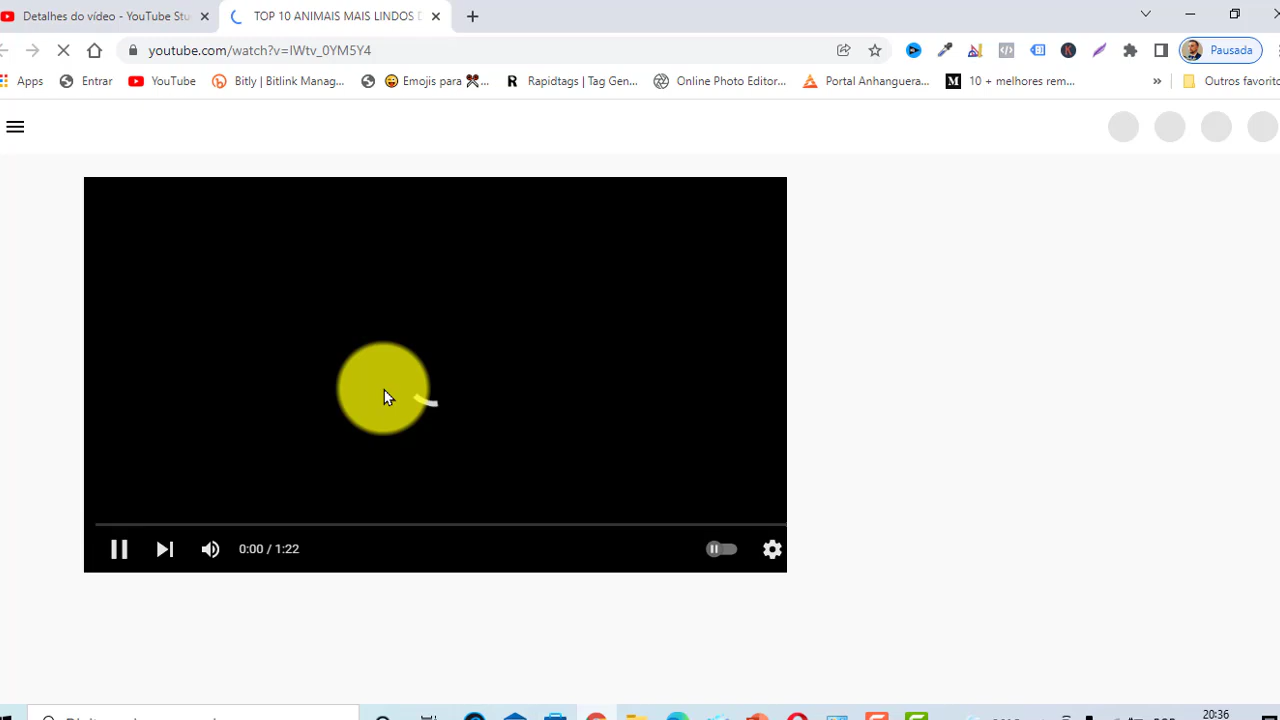 Detalhes do vídeo - YouTube Stu
TOP 10 ANIMAIS MAIS LINDOS D
youtube.com/watch?v=IWtv_0YM5Y4
Pausada
Apps
Entrar
YouTube
Bitly | Bitlink Manag...
Emojis para ...
Rapidtags | Tag Gen...
Online Photo Editor...
Portal Anhanguera...
M
10 + melhores rem...
»
Outros favorito
0:00 / 1:22
20:36